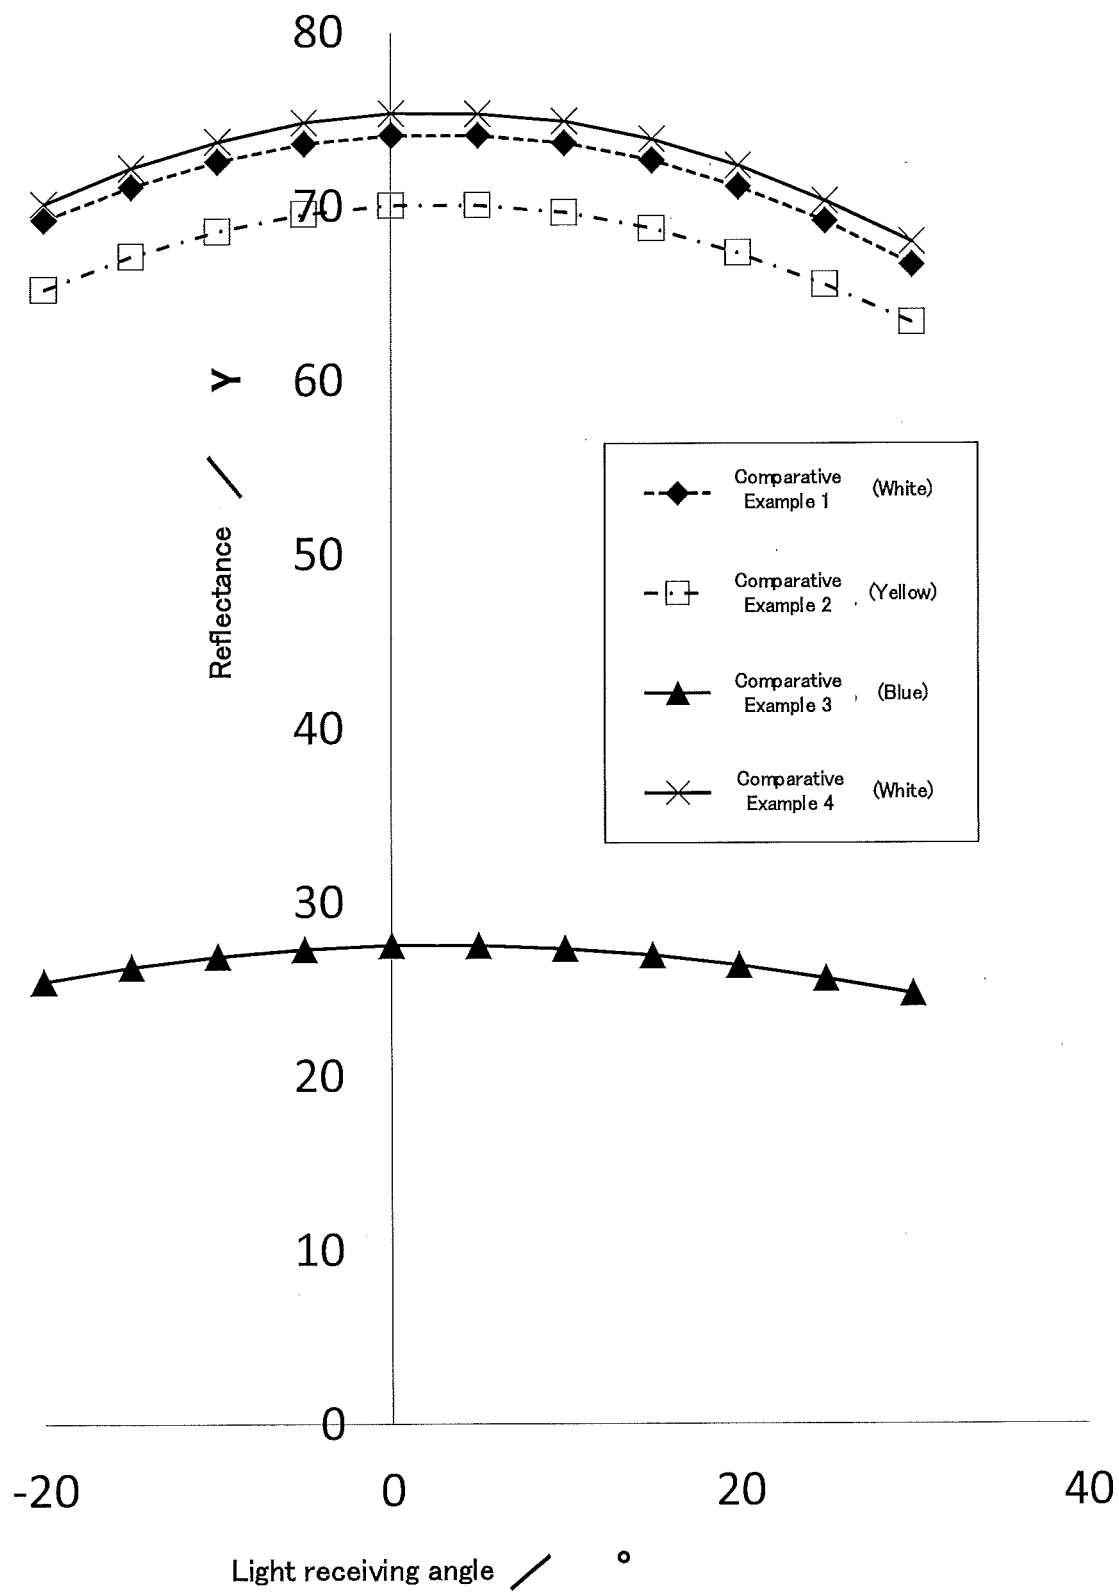 80
70
60
50
40
30
20
10
0
Reflectance / Y
Comparative
Example 1 (White)
Comparative
Example 2 (Yellow)
Comparative
Example 3 (Blue)
Comparative
Example 4 (White)
-20 0 20 40
Light receiving angle / °